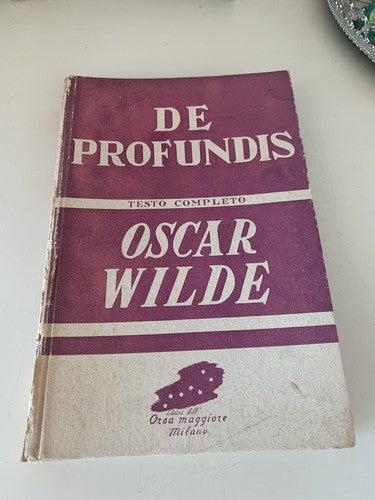 DE
PROFUNDIS
TESTO COMPLETO
OSCAR
WILDE
edizioni dell'
Orsa maggiore
Milano